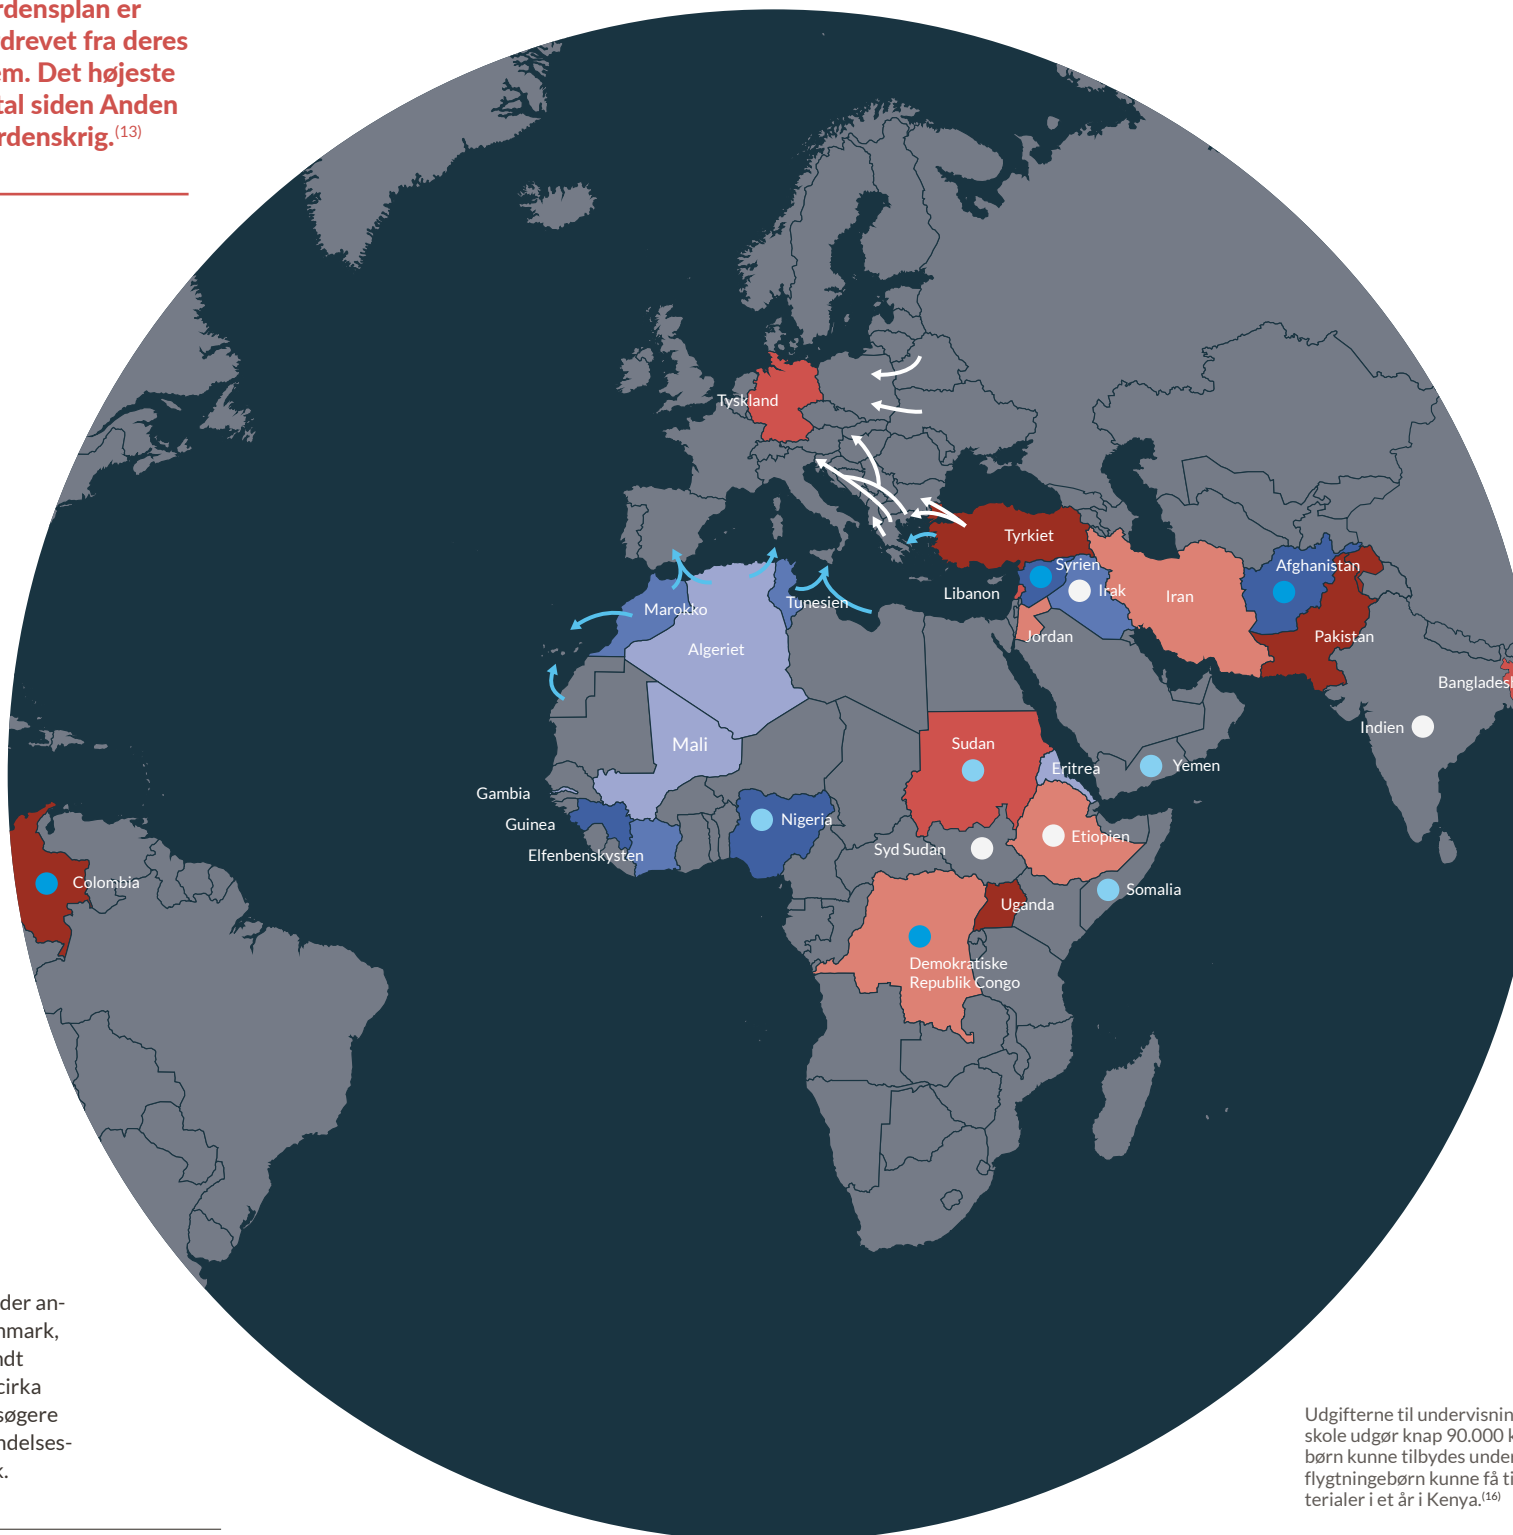 rdensplan er
drevet fra deres
em. Det højeste
tal siden Anden
rdenskrig.(13)
Tyskland
Tyrkiet
Syrien
Afghanistan
Libanon
Irak
Iran
Marokko
Tunesien
Jordan
Pakistan
Algeriet
Bangladesh
Indien
Mali
Sudan
Eritrea
Yemen
Gambia
Guinea
Nigeria
Elfenbenskysten
Syd Sudan
Etiopien
Colombia
Somalia
Uganda
Demokratiske
Republik Congo
der an-
nmark,
ndt
cirka
søgere
ndelses-
k.
Udgifterne til undervisnin
skole udgør knap 90.000 k
børn kunne tilbydes under
flygtningebørn kunne få ti
terialer i et år i Kenya.(16)